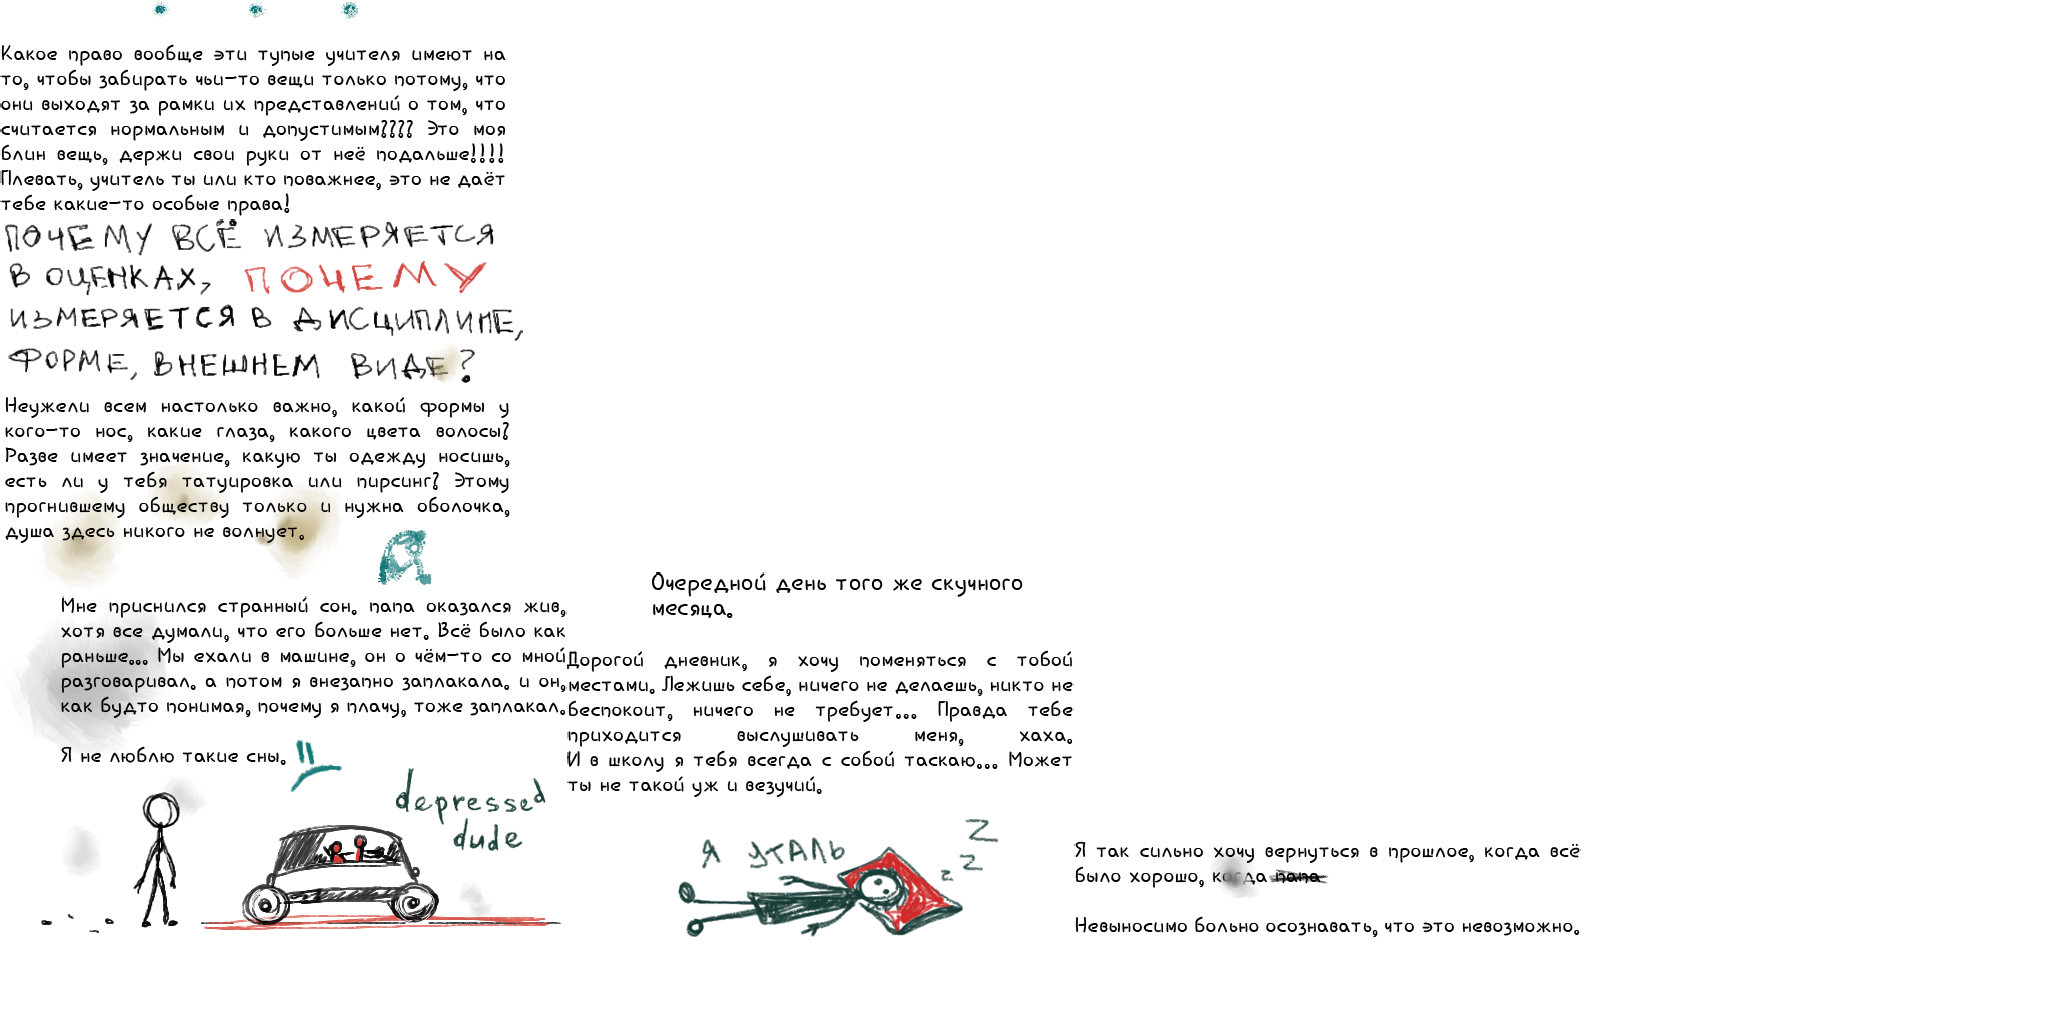 Какое право вообще эти тупые учителя имеют на
то, чтобы забирать чьи-то вещи только потому, что
они выходят за рамки их представлений о том, что
считается нормальным и допустимым???? Это моя
блин вещь, держи свои руки от неё подальше!!!!
Плевать, учитель ты или кто поважнее, это не даёт
тебе какие-то особые права!
ПОЧЕМУ ВСЁ ИЗМЕРЯЕТСЯ
В ОЦЕНКАХ, ПОЧЕМУ
ИЗМЕРЯЕТСЯ В ДИСЦИПЛИНЕ,
ФОРМЕ, ВНЕШНЕМ ВИДЕ?
Неужели всем настолько важно, какой формы у
кого-то нос, какие глаза, какого цвета волосы?
Разве имеет значение, какую ты одежду носишь,
есть ли у тебя татуировка или пирсинг? Этому
прогнившему обществу только и нужна оболочка,
душа здесь никого не волнует.
Мне приснился странный сон. папа оказался жив,
хотя все думали, что его больше нет. Всё было как
раньше... Мы ехали в машине, он о чём-то со мной
разговаривал. а потом я внезапно заплакала. и он,
как будто понимая, почему я плачу, тоже заплакал.
Я не люблю такие сны.
depressed
dude
Очередной день того же скучного
месяца.
Дорогой дневник, я хочу поменяться с тобой
местами. Лежишь себе, ничего не делаешь, никто не
беспокоит, ничего не требует... Правда тебе
приходится выслушивать меня, хаха.
И в школу я тебя всегда с собой таскаю... Может
ты не такой уж и везучий.
Я УТАЛЬ
z z z
Я так сильно хочу вернуться в прошлое, когда всё
было хорошо, когда папа
Невыносимо больно осознавать, что это невозможно.